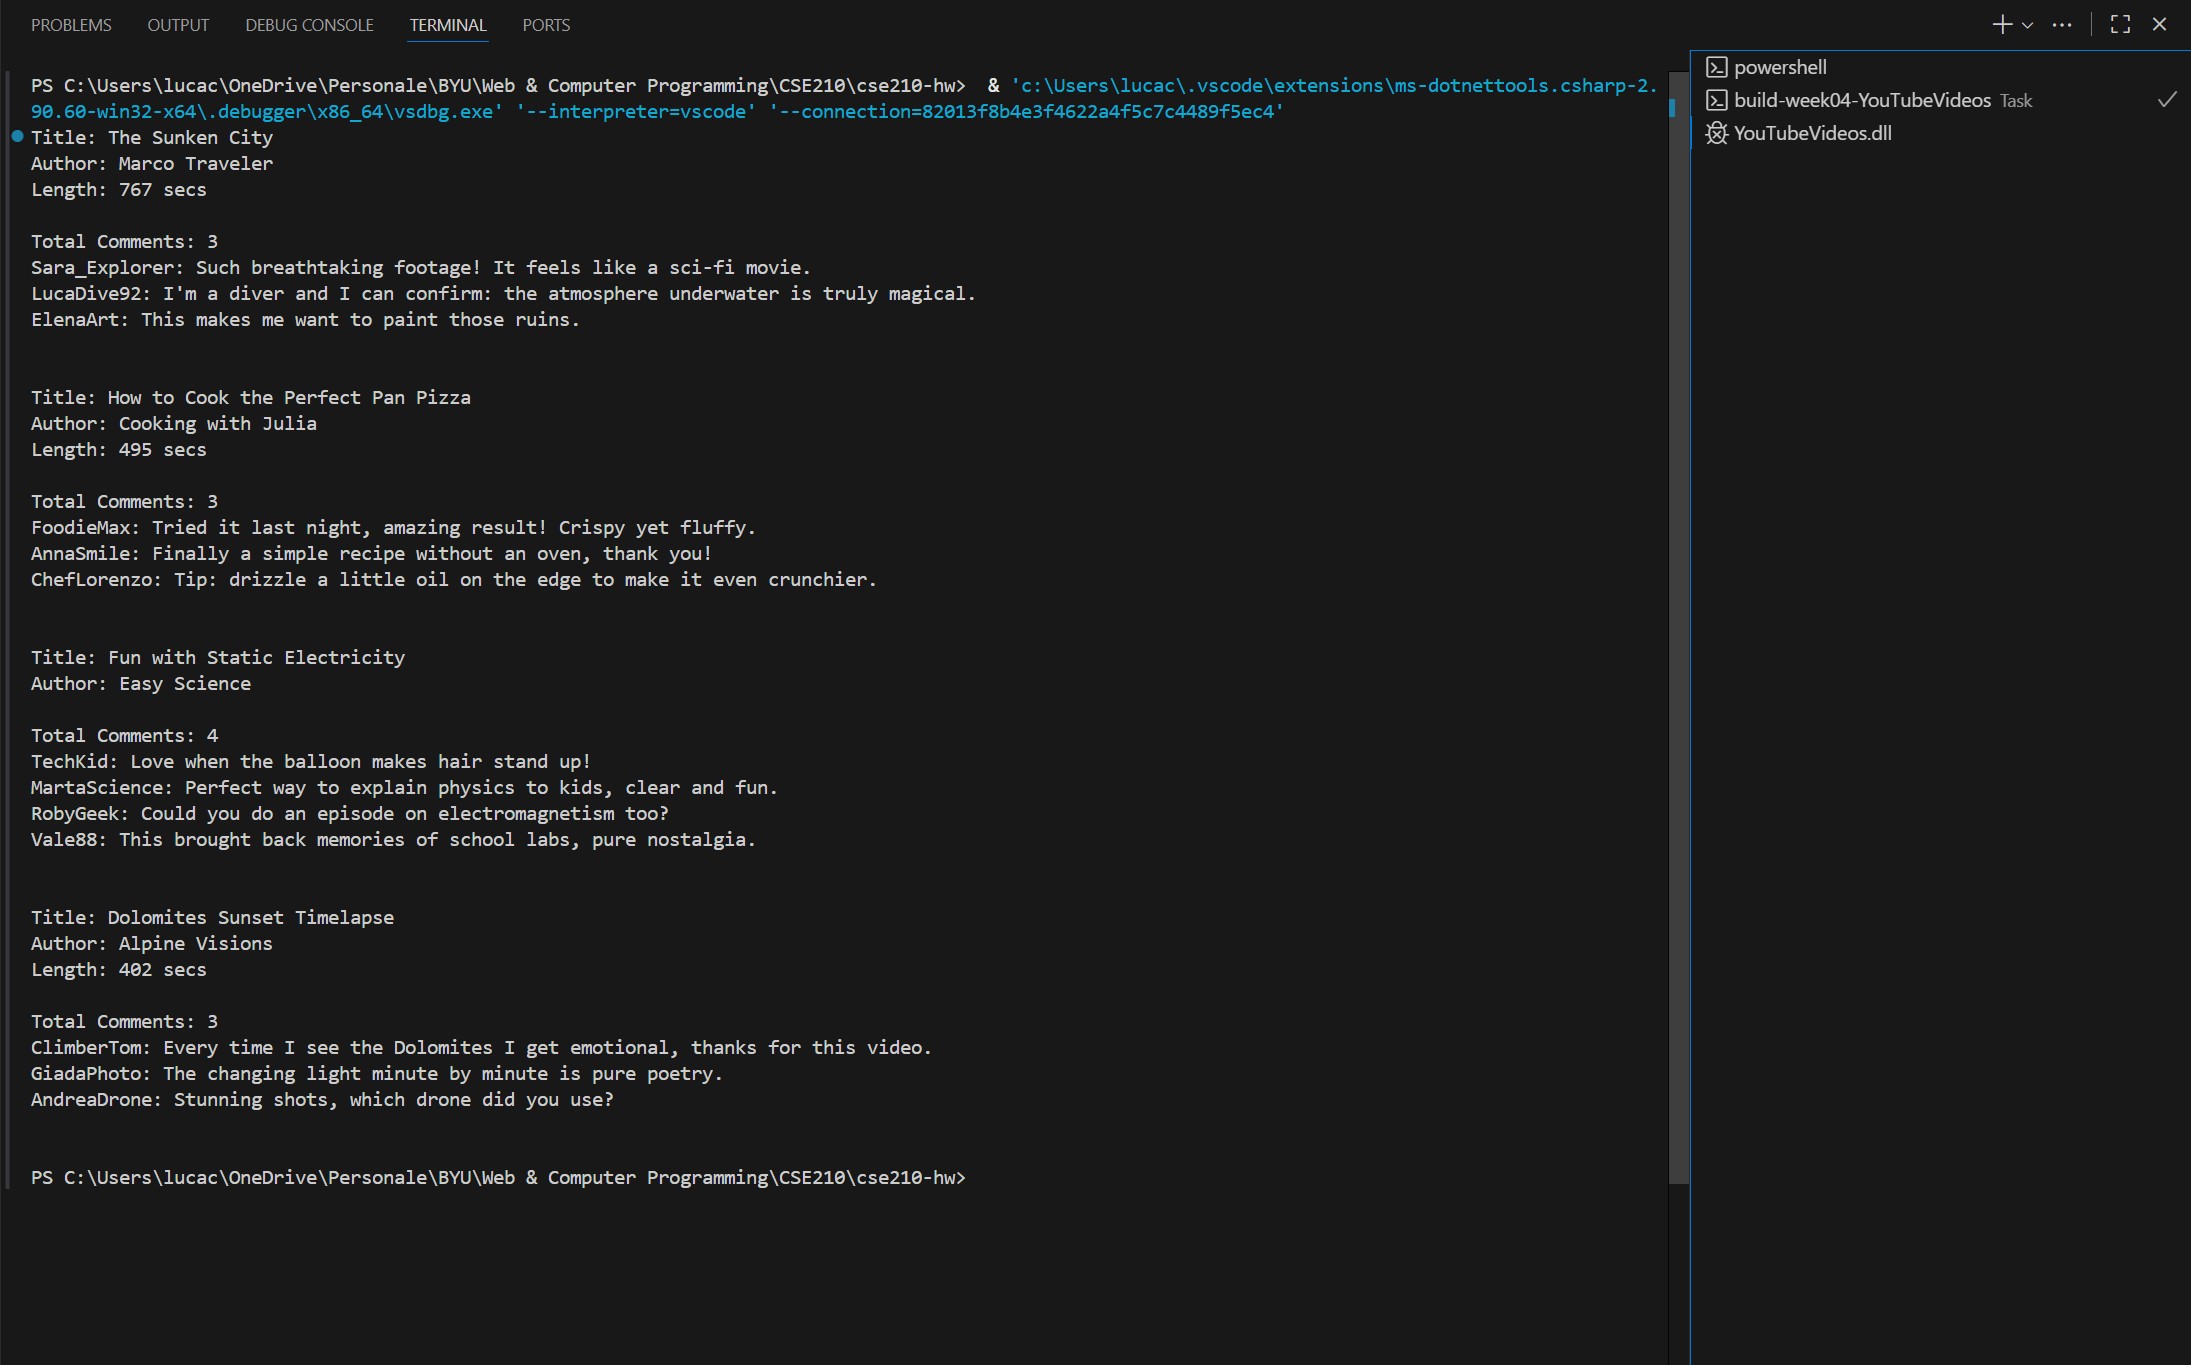 PROBLEMS OUTPUT DEBUG CONSOLE TERMINAL PORTS
PS C:\Users\lucac\OneDrive\Personale\BYU\Web & Computer Programming\CSE210\cse210-hw>  & 'c:\Users\lucac\.vscode\extensions\ms-dotnettools.csharp-2.
90.60-win32-x64\.debugger\x86_64\vsdbg.exe' '--interpreter=vscode' '--connection=82013f8b4e3f4622a4f5c7c4489f5ec4'
Title: The Sunken City
Author: Marco Traveler
Length: 767 secs
Total Comments: 3
Sara_Explorer: Such breathtaking footage! It feels like a sci-fi movie.
LucaDive92: I'm a diver and I can confirm: the atmosphere underwater is truly magical.
ElenaArt: This makes me want to paint those ruins.
Title: How to Cook the Perfect Pan Pizza
Author: Cooking with Julia
Length: 495 secs
Total Comments: 3
FoodieMax: Tried it last night, amazing result! Crispy yet fluffy.
AnnaSmile: Finally a simple recipe without an oven, thank you!
ChefLorenzo: Tip: drizzle a little oil on the edge to make it even crunchier.
Title: Fun with Static Electricity
Author: Easy Science
Total Comments: 4
TechKid: Love when the balloon makes hair stand up!
MartaScience: Perfect way to explain physics to kids, clear and fun.
RobyGeek: Could you do an episode on electromagnetism too?
Vale88: This brought back memories of school labs, pure nostalgia.
Title: Dolomites Sunset Timelapse
Author: Alpine Visions
Length: 402 secs
Total Comments: 3
ClimberTom: Every time I see the Dolomites I get emotional, thanks for this video.
GiadaPhoto: The changing light minute by minute is pure poetry.
AndreaDrone: Stunning shots, which drone did you use?
PS C:\Users\lucac\OneDrive\Personale\BYU\Web & Computer Programming\CSE210\cse210-hw>
powershell
build-week04-YouTubeVideos Task
YouTubeVideos.dll